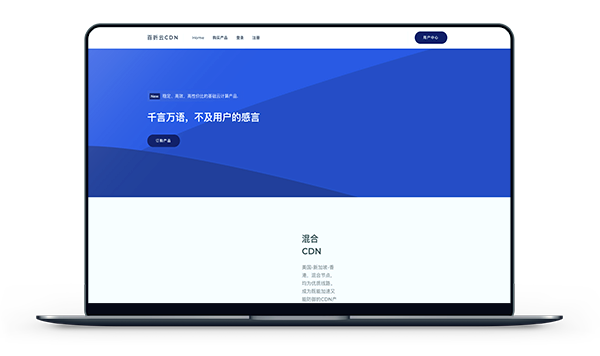 百新云CDN
Home 购买产品 登录 注册
用户中心
New 稳定、高效、高性价比的基础云计算产品。
千言万语，不及用户的感言
订购产品
混合
CDN
美国·新加坡·香
港，混合节点，
均为优质线路，
成为既能加速又
能防御的CDN产